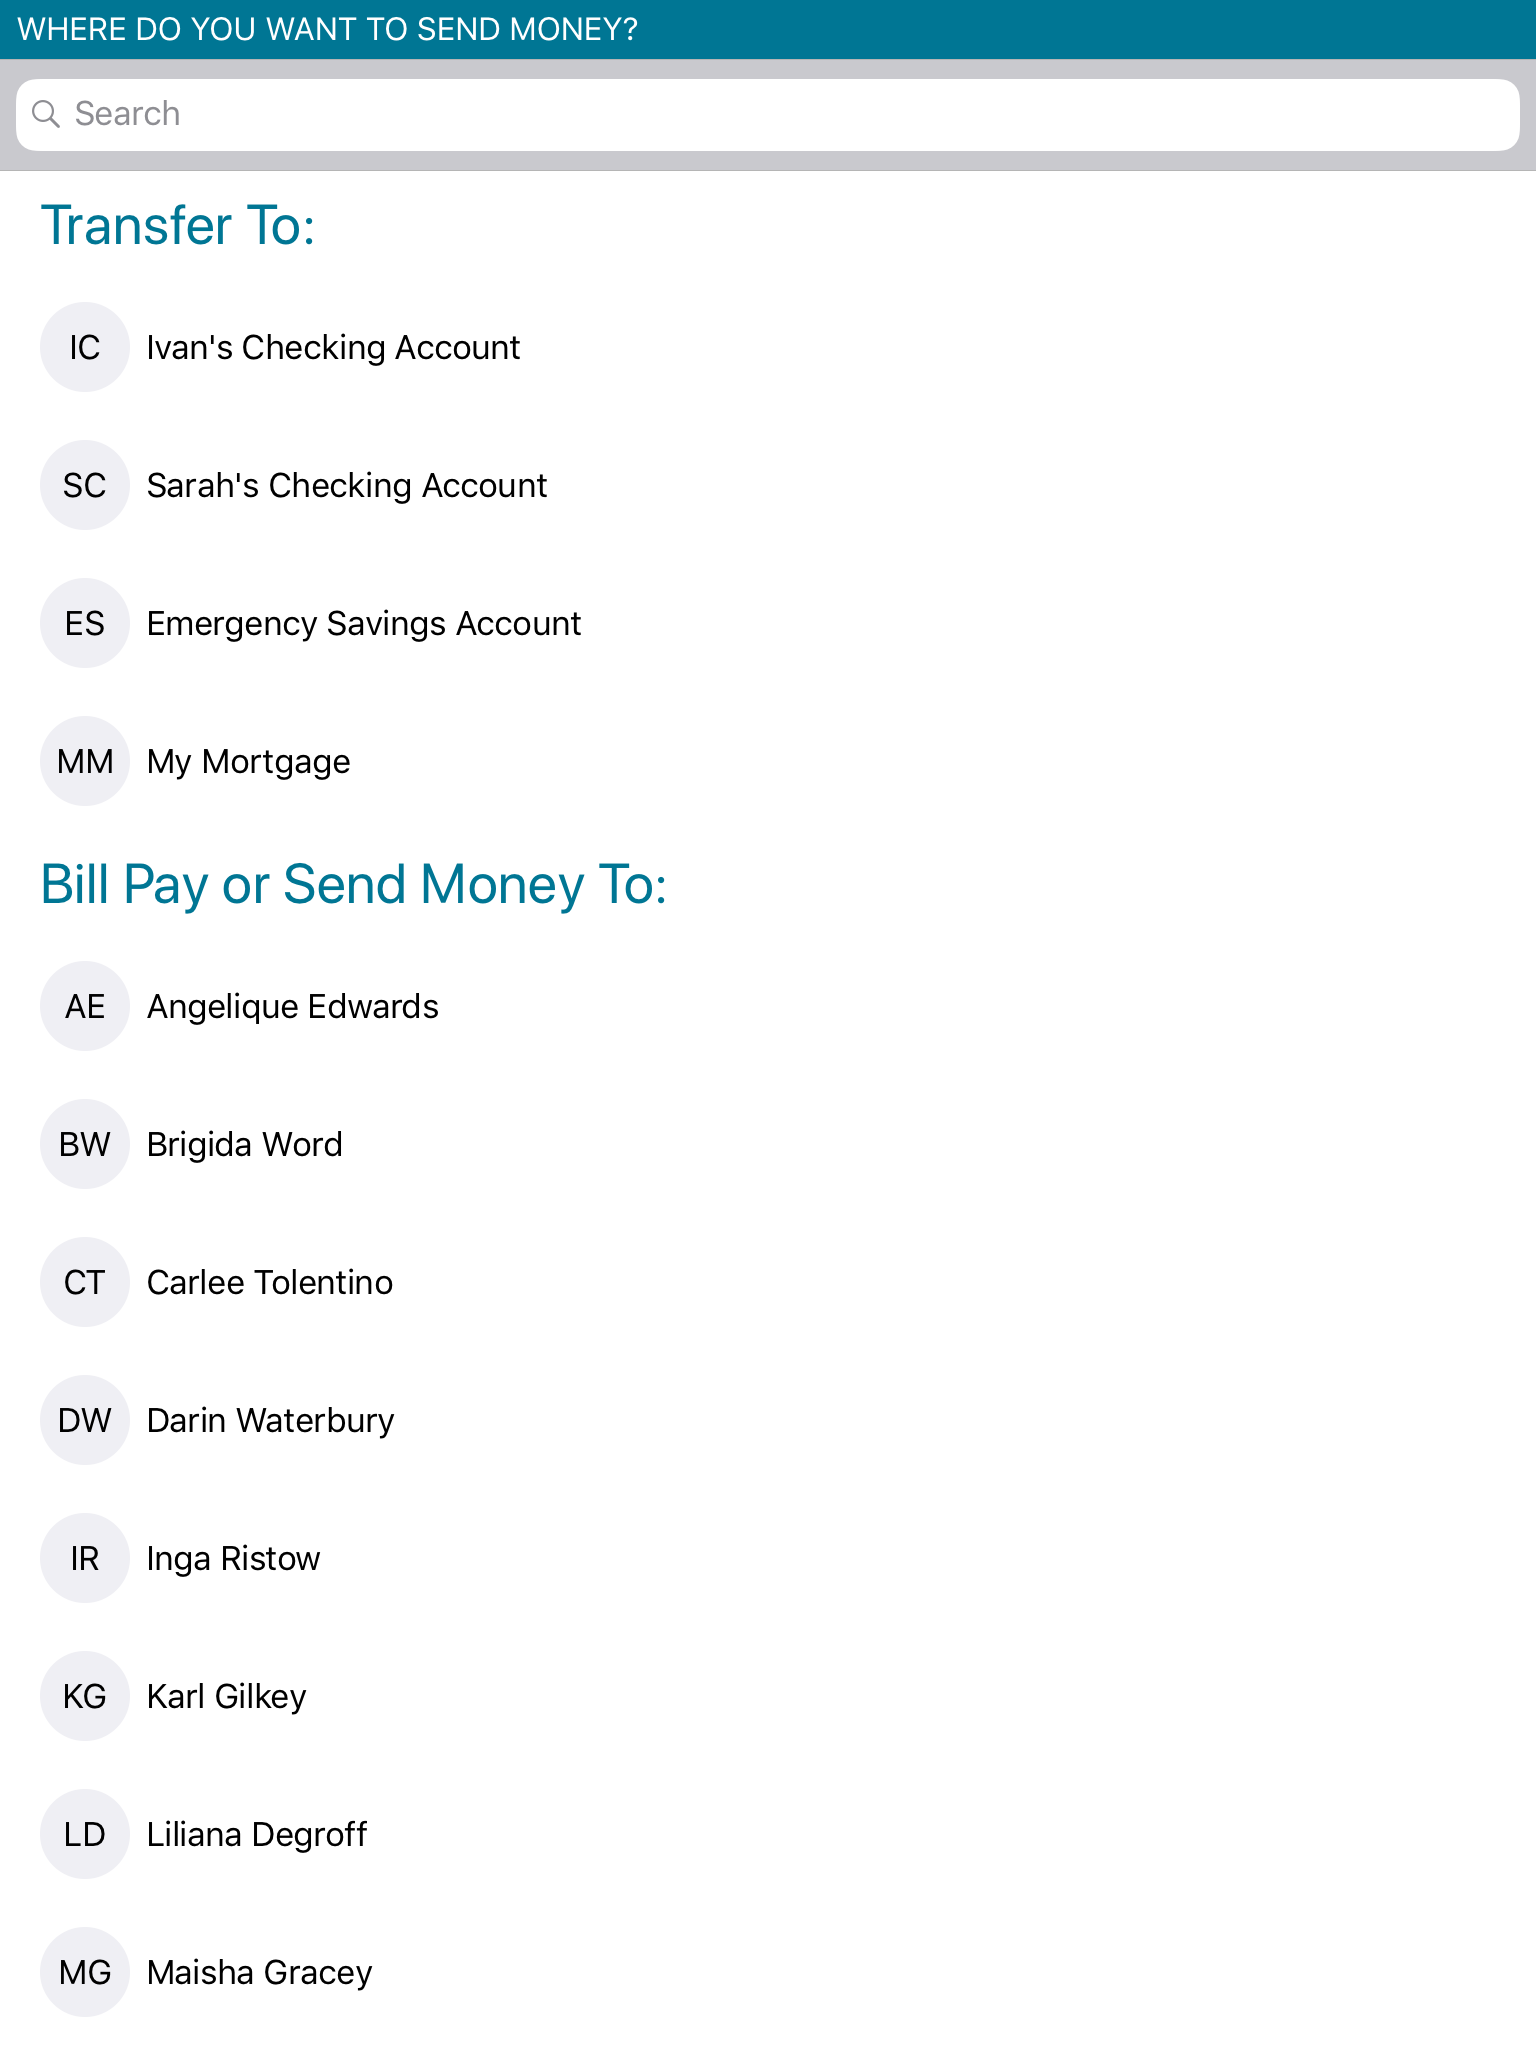 WHERE DO YOU WANT TO SEND MONEY?
Search
Transfer To:
IC Ivan's Checking Account
SC Sarah's Checking Account
ES Emergency Savings Account
MM My Mortgage
Bill Pay or Send Money To:
AE Angelique Edwards
BW Brigida Word
CT Carlee Tolentino
DW Darin Waterbury
IR Inga Ristow
KG Karl Gilkey
LD Liliana Degroff
MG Maisha Gracey